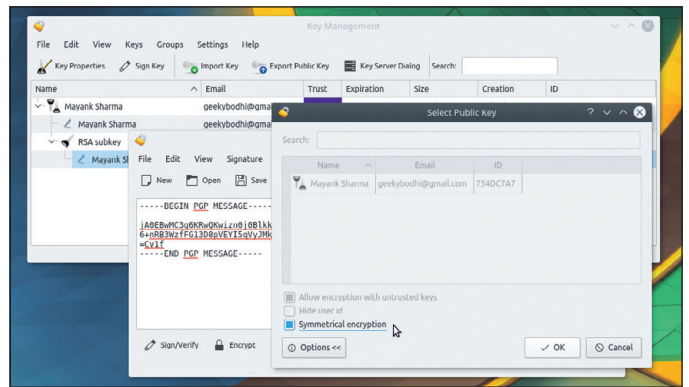 Key Management
File Edit View Keys Groups Settings Help
Key Properties Sign Key Import Key Export Public Key Key Server Dialog Search:
Name Email Trust Expiration Size Creation ID
Mayank Sharma geekybodhi@gma
Mayank Sharma geekybodhi@gma
RSA subkey
Mayank S
File Edit View Signature
New Open Save
-----BEGIN PGP MESSAGE-----
-----END PGP MESSAGE-----
Sign/Verify Encrypt
Select Public Key
Search:
Name Email ID
Mayank Sharma geekybodhi@gmail.com 754DC7A7
Allow encryption with untrusted keys
Hide user id
Symmetrical encryption
Options << OK Cancel